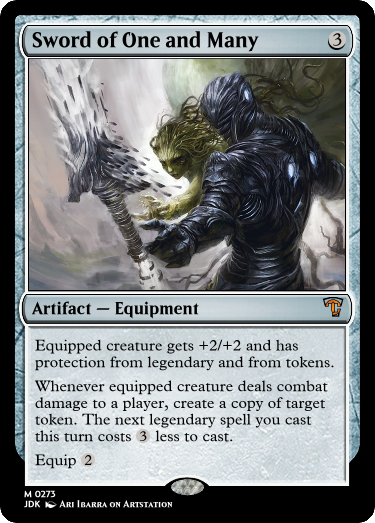 Sword of One and Many 3
Artifact — Equipment
Equipped creature gets +2/+2 and has
protection from legendary and from tokens.
Whenever equipped creature deals combat
damage to a player, create a copy of target
token. The next legendary spell you cast
this turn costs 3 less to cast.
Equip 2
M 0273
JDK Ari Ibarra on Artstation